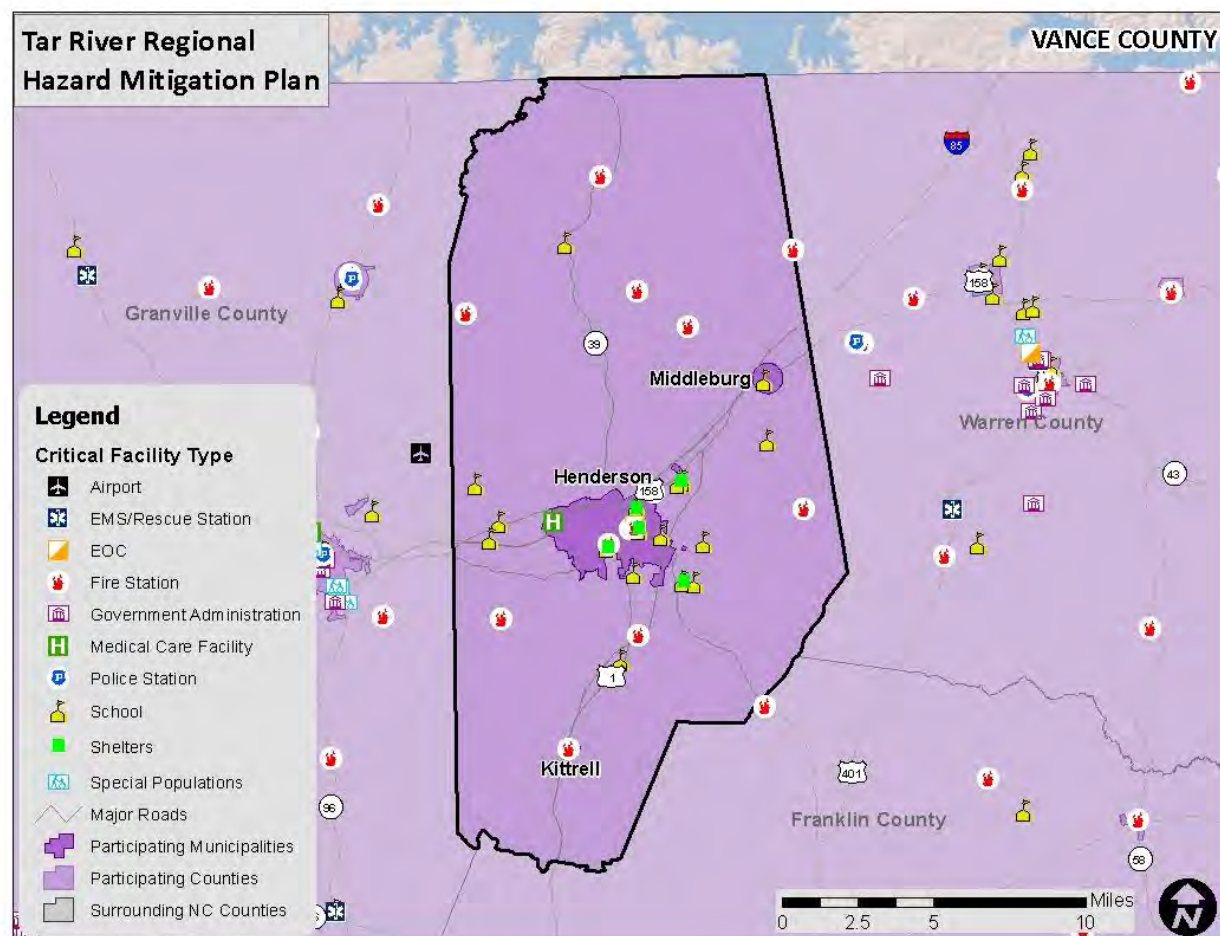 Tar River Regional
Hazard Mitigation Plan
VANCE COUNTY
85
158
Granville County
39
Middleburg
Warren County
43
Henderson
158
H
1
Kittrell
401
Franklin County
96
58
Legend
Critical Facility Type
Airport
EMS/Rescue Station
EOC
Fire Station
Government Administration
H Medical Care Facility
P Police Station
School
Shelters
Special Populations
Major Roads
Participating Municipalities
Participating Counties
Surrounding NC Counties
Miles
0 2.5 5 10
N